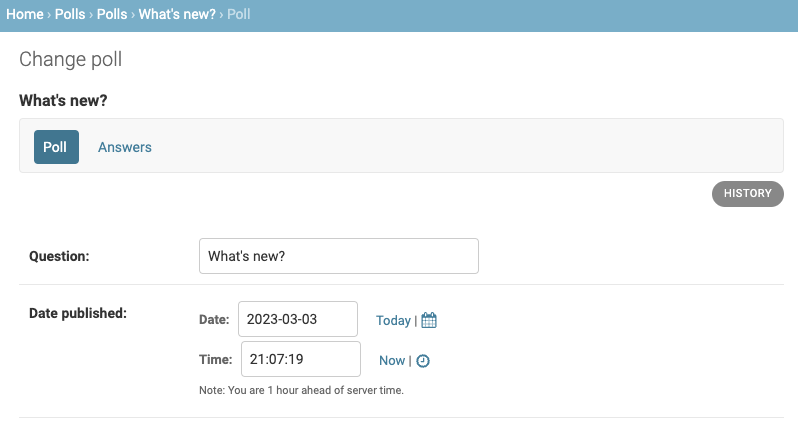 Home › Polls › Polls › What's new? › Poll
Change poll
What's new?
Poll Answers
HISTORY
Question: What's new?
Date published: Date: 2023-03-03 Today |
Time: 21:07:19 Now |
Note: You are 1 hour ahead of server time.